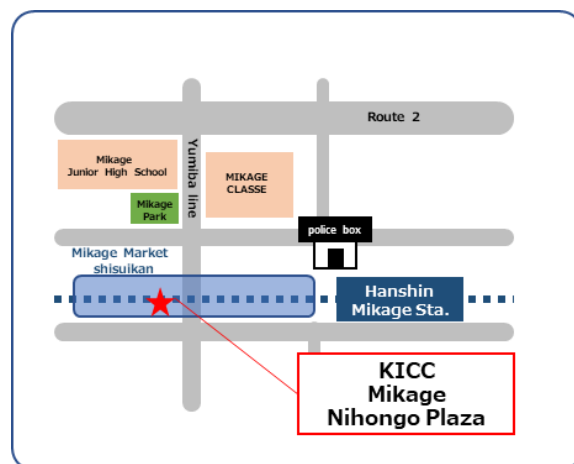 Route 2
Mikage
Junior High School
Yumiba line
MIKAGE
CLASSE
Mikage
Park
police box
Mikage Market
shisuikan
Hanshin
Mikage Sta.
KICC
Mikage
Nihongo Plaza